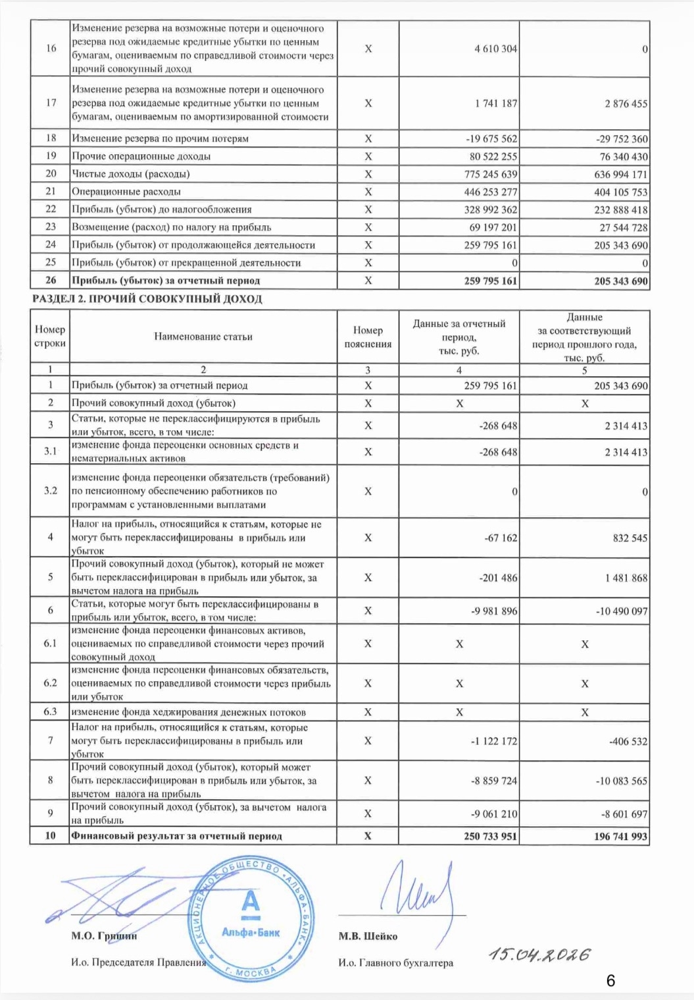 16
Изменение резерва на возможные потери и оценочного
резерва под ожидаемые кредитные убытки по ценным
бумагам, оцениваемым по справедливой стоимости через
прочий совокупный доход
X
4 610 304
0
17
Изменение резерва на возможные потери и оценочного
резерва под ожидаемые кредитные убытки по ценным
бумагам, оцениваемым по амортизированной стоимости
X
1 741 187
2 876 455
18 Изменение резерва по прочим потерям X -19 675 562 -29 752 360
19 Прочие операционные доходы X 80 522 255 76 340 430
20 Чистые доходы (расходы) X 775 245 639 636 994 171
21 Операционные расходы X 446 253 277 404 105 753
22 Прибыль (убыток) до налогообложения X 328 992 362 232 888 418
23 Возмещение (расход) по налогу на прибыль X 69 197 201 27 544 728
24 Прибыль (убыток) от продолжающейся деятельности X 259 795 161 205 343 690
25 Прибыль (убыток) от прекращенной деятельности X 0 0
26 Прибыль (убыток) за отчетный период X 259 795 161 205 343 690
РАЗДЕЛ 2. ПРОЧИЙ СОВОКУПНЫЙ ДОХОД
Номер
строки
Наименование статьи
Номер
пояснения
Данные за отчетный
период,
тыс. руб.
Данные
за соответствующий
период прошлого года,
тыс. руб.
1 2 3 4 5
1 Прибыль (убыток) за отчетный период X 259 795 161 205 343 690
2 Прочий совокупный доход (убыток) X X X
3
Статьи, которые не переклассифицируются в прибыль
или убыток, всего, в том числе:
X
-268 648
2 314 413
3.1
изменение фонда переоценки основных средств и
нематериальных активов
X
-268 648
2 314 413
3.2
изменение фонда переоценки обязательств (требований)
по пенсионному обеспечению работников по
программам с установленными выплатами
X
0
0
4
Налог на прибыль, относящийся к статьям, которые не
могут быть переклассифицированы в прибыль или
убыток
X
-67 162
832 545
5
Прочий совокупный доход (убыток), который не может
быть переклассифицирован в прибыль или убыток, за
вычетом налога на прибыль
X
-201 486
1 481 868
6
Статьи, которые могут быть переклассифицированы в
прибыль или убыток, всего, в том числе:
X
-9 981 896
-10 490 097
6.1
изменение фонда переоценки финансовых активов,
оцениваемых по справедливой стоимости через прочий
совокупный доход
X
X
X
6.2
изменение фонда переоценки финансовых обязательств,
оцениваемых по справедливой стоимости через прибыль
или убыток
X
X
X
6.3 изменение фонда хеджирования денежных потоков X X X
7
Налог на прибыль, относящийся к статьям, которые
могут быть переклассифицированы в прибыль или
убыток
X
-1 122 172
-406 532
8
Прочий совокупный доход (убыток), который может
быть переклассифицирован в прибыль или убыток, за
вычетом налога на прибыль
X
-8 859 724
-10 083 565
9
Прочий совокупный доход (убыток), за вычетом налога
на прибыль
X
-9 061 210
-8 601 697
10 Финансовый результат за отчетный период X 250 733 951 196 741 993
АКЦИОНЕРНОЕ ОБЩЕСТВО «АЛЬФА-БАНК»
А
Альфа•Банк
г. МОСКВА
М.О. Гришин
И.о. Председателя Правления
М.В. Шейко
И.о. Главного бухгалтера
15.04.2026
6